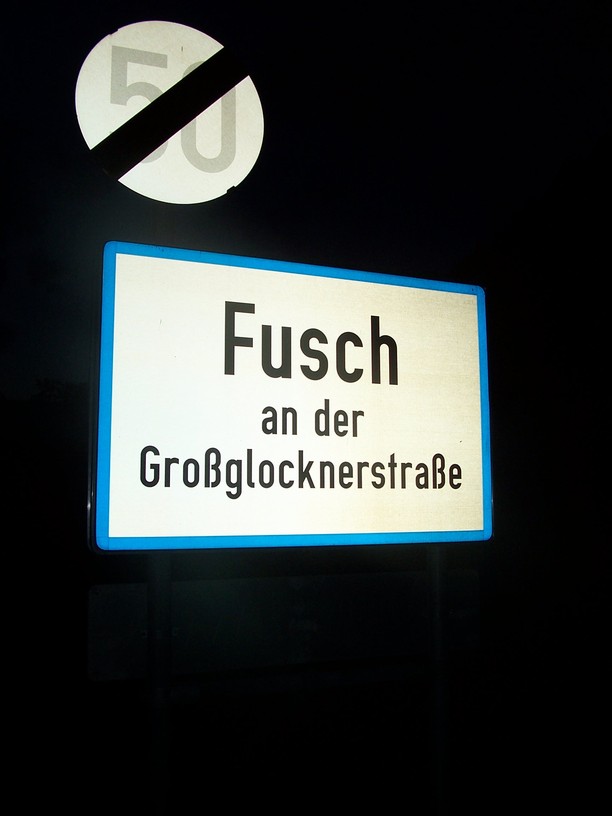 50
Fusch
an der
Großglocknerstraße